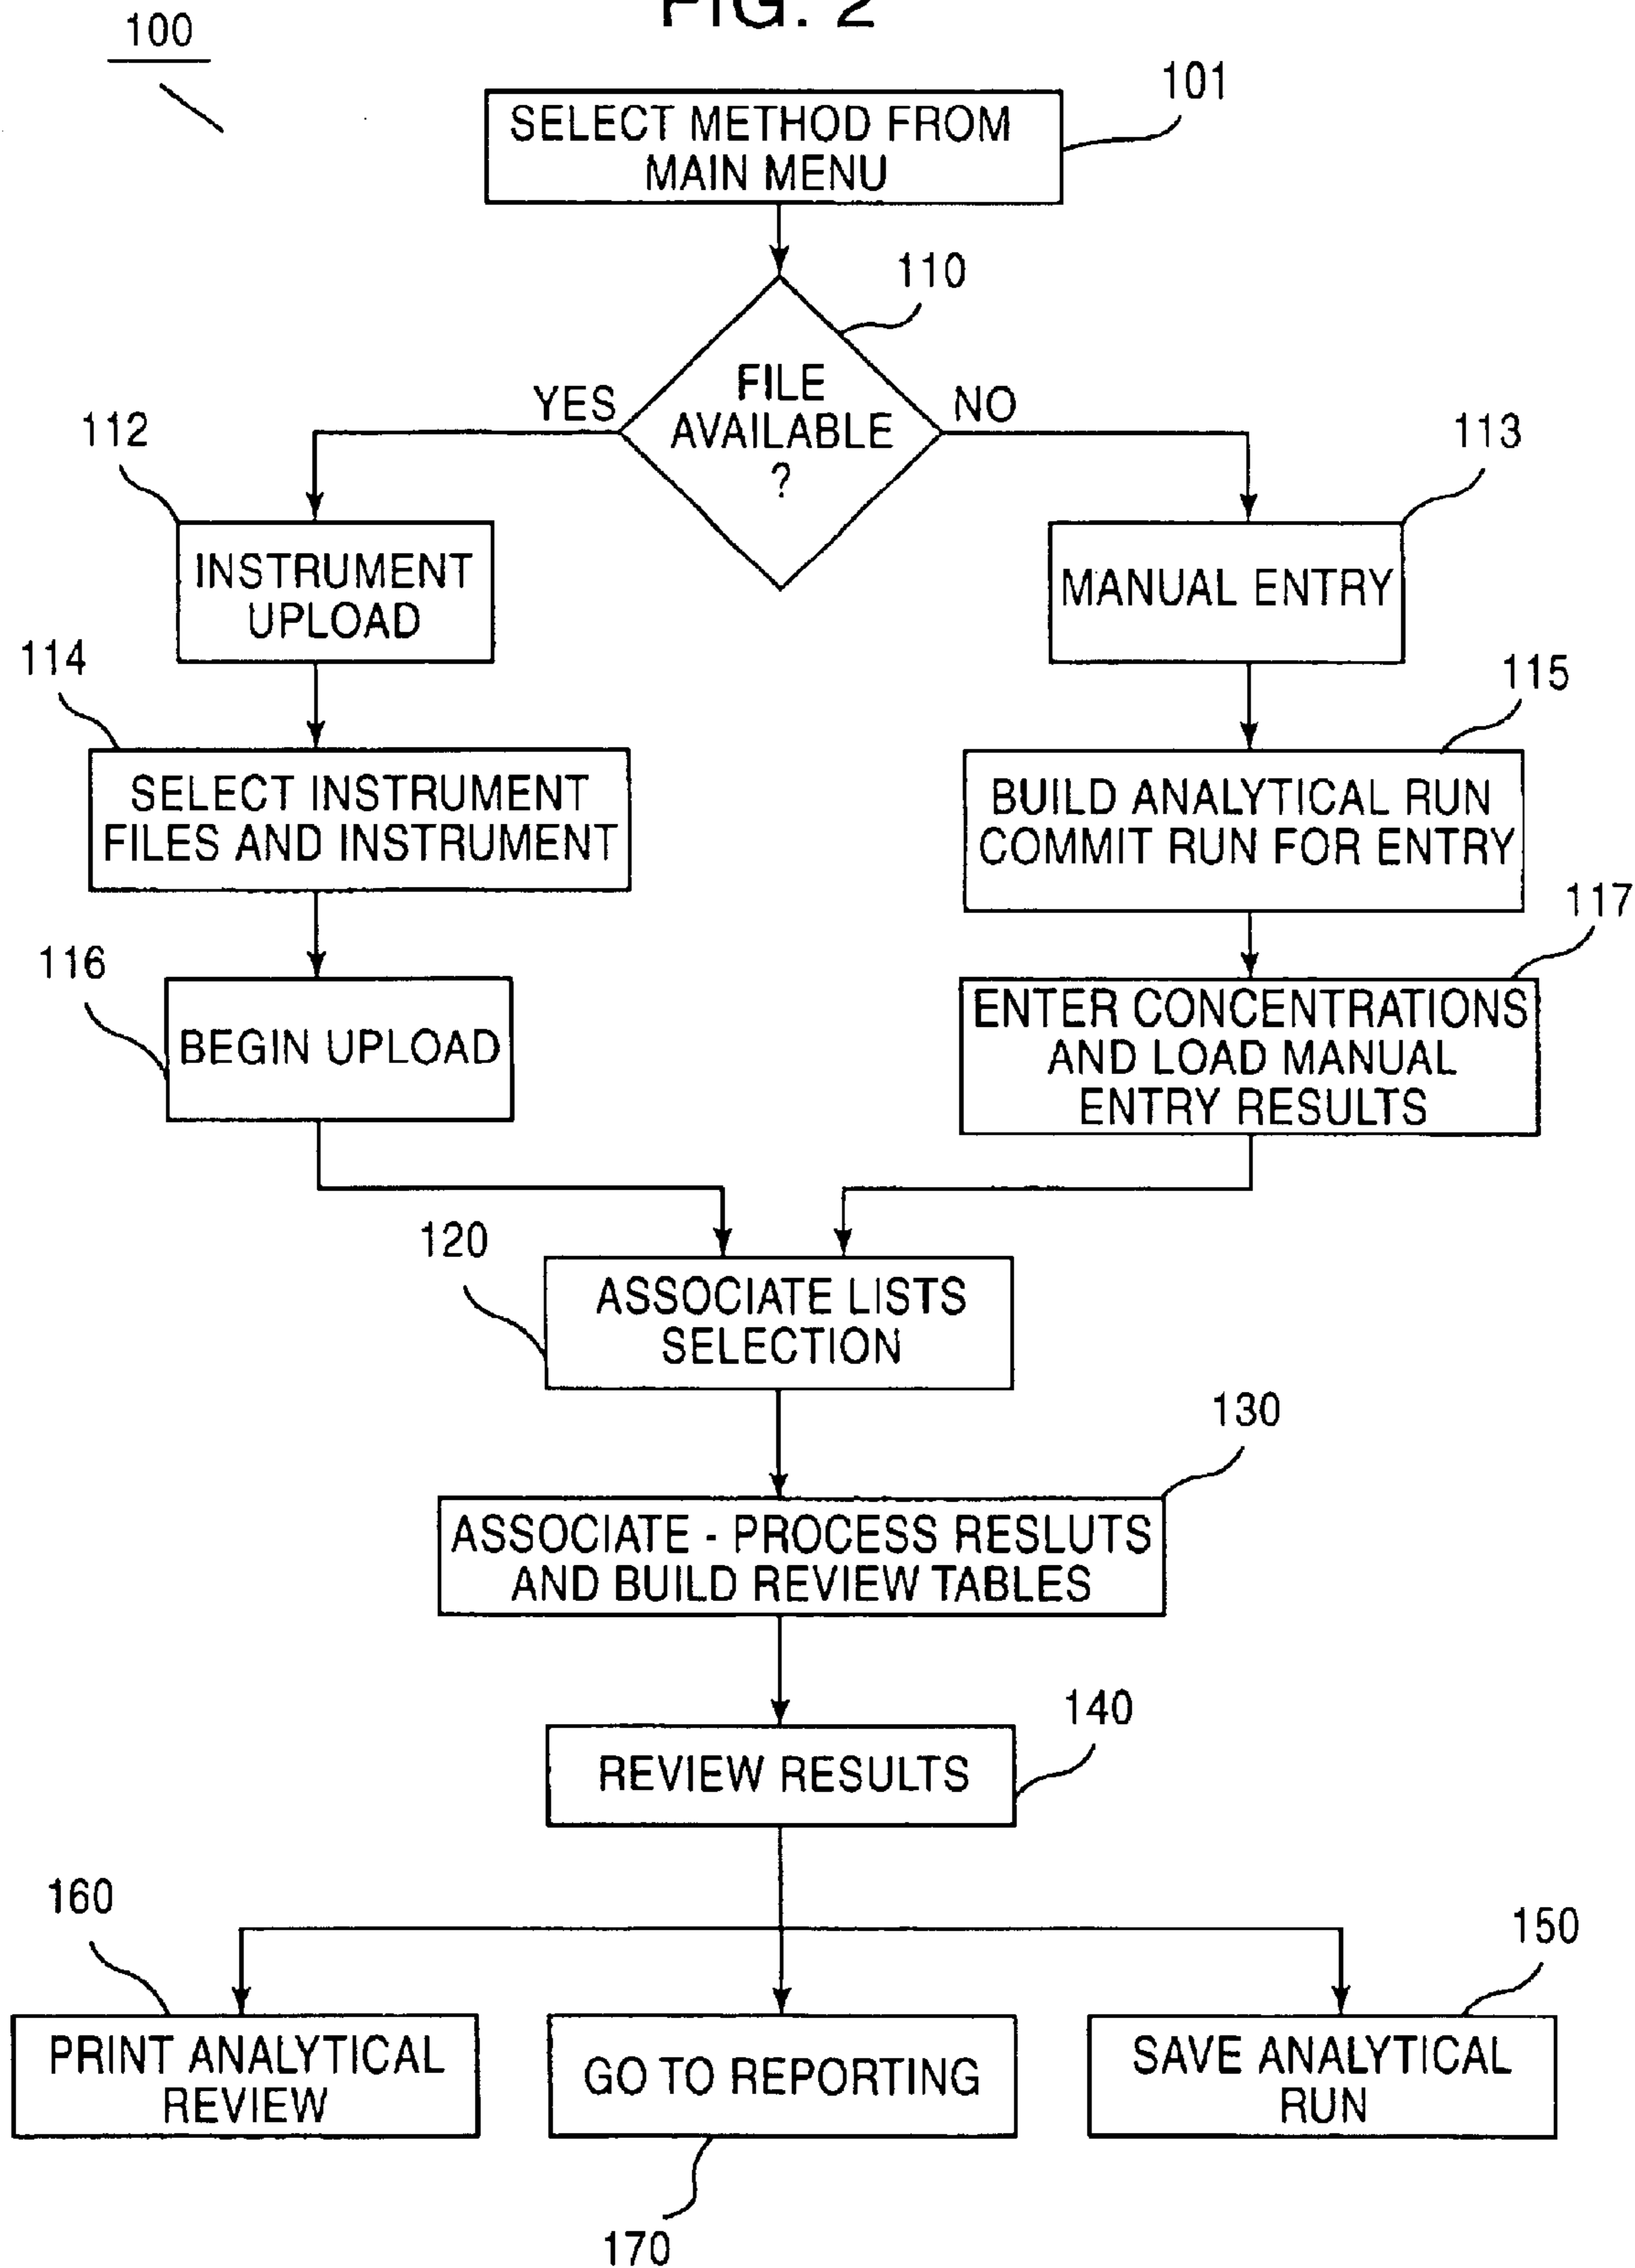 FIG. 2
100
101
SELECT METHOD FROM
MAIN MENU
110
FILE
AVAILABLE
?
YES
NO
112
113
INSTRUMENT
UPLOAD
MANUAL ENTRY
114
115
SELECT INSTRUMENT
FILES AND INSTRUMENT
BUILD ANALYTICAL RUN
COMMIT RUN FOR ENTRY
116
117
BEGIN UPLOAD
ENTER CONCENTRATIONS
AND LOAD MANUAL
ENTRY RESULTS
120
ASSOCIATE LISTS
SELECTION
130
ASSOCIATE - PROCESS RESLUTS
AND BUILD REVIEW TABLES
140
REVIEW RESULTS
160
150
PRINT ANALYTICAL
REVIEW
GO TO REPORTING
SAVE ANALYTICAL
RUN
170